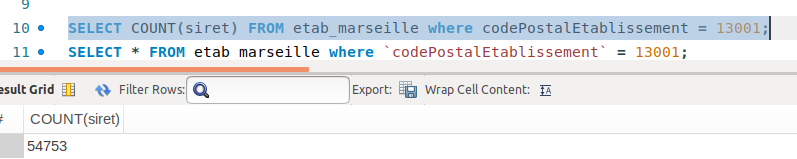 9
10 SELECT COUNT(siret) FROM etab_marseille where codePostalEtablissement = 13001;
11 SELECT * FROM etab_marseille where `codePostalEtablissement` = 13001;
esult Grid Filter Rows: Export: Wrap Cell Content:
# COUNT(siret)
54753